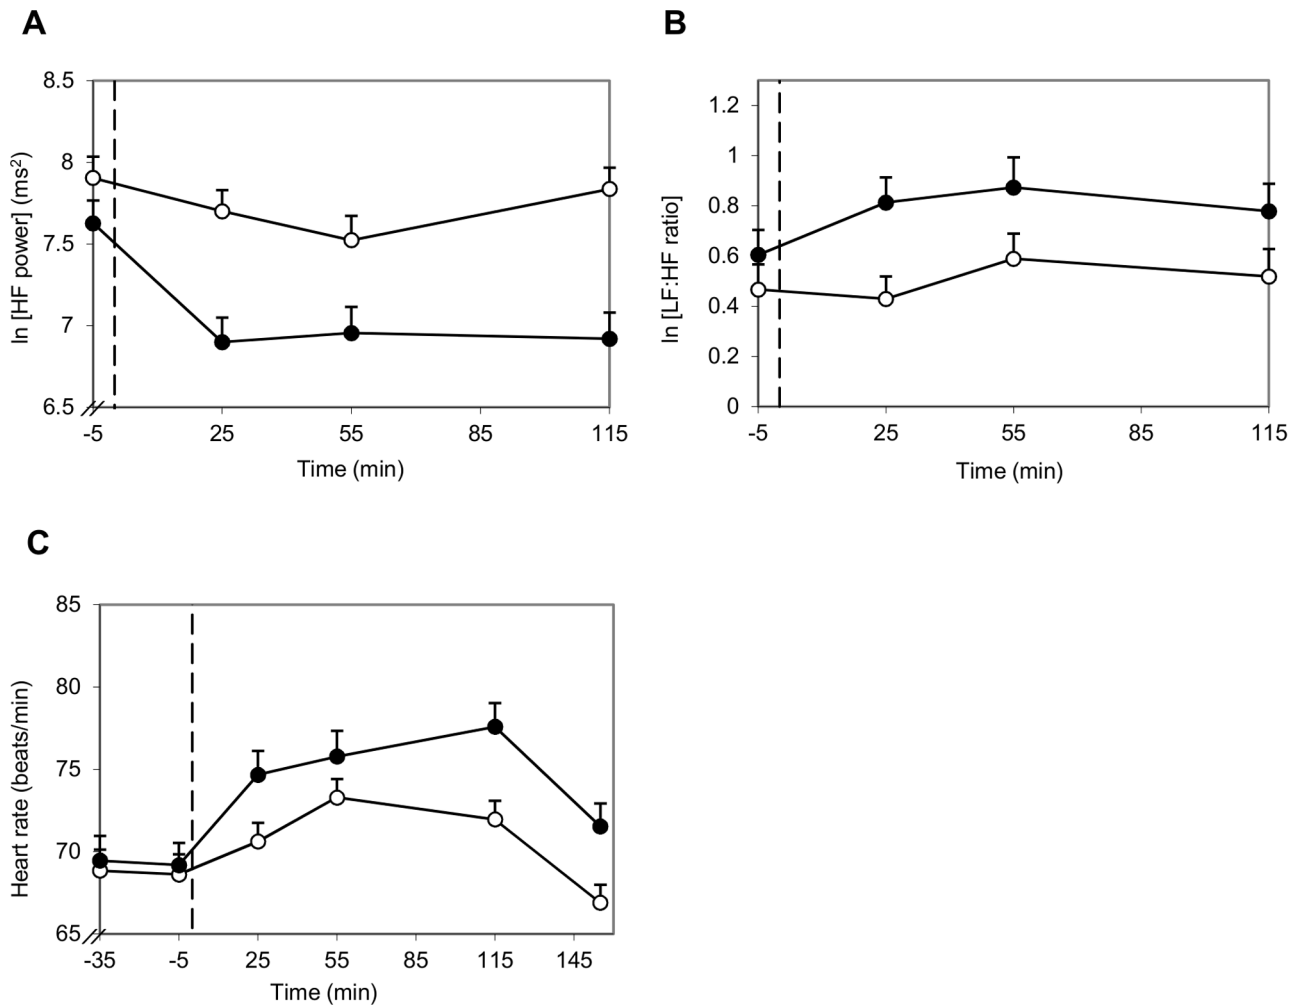 A
8.5
8
7.5
7
6.5
ln [HF power] (ms²)
-5 25 55 85 115
Time (min)
B
1.2
1
0.8
0.6
0.4
0.2
0
ln [LF:HF ratio]
-5 25 55 85 115
Time (min)
C
85
80
75
70
65
Heart rate (beats/min)
-35 -5 25 55 85 115 145
Time (min)